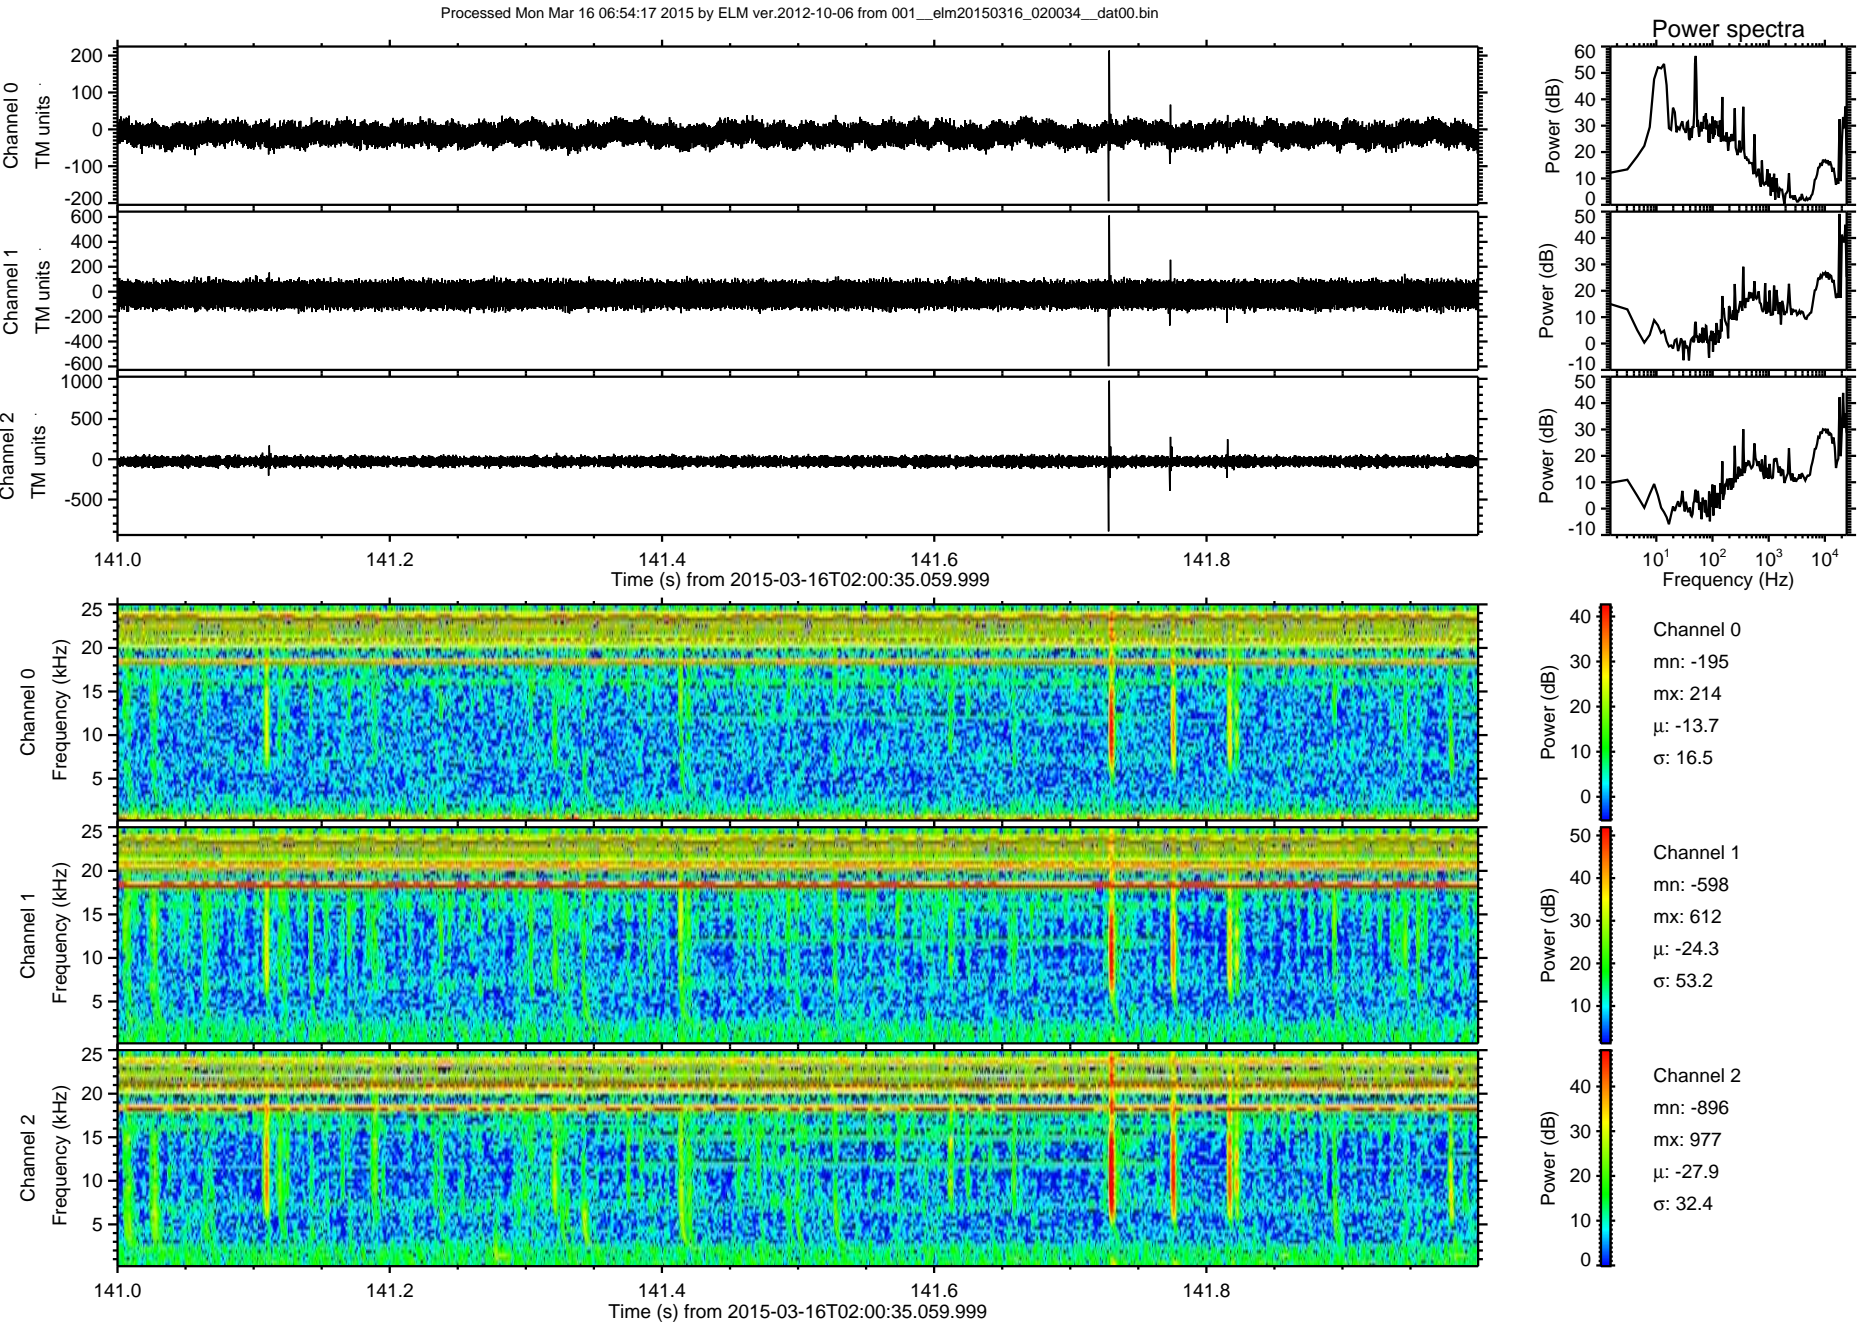 Processed Mon Mar 16 06:54:17 2015 by ELM ver.2012-10-06 from 001__elm20150316_020034__dat00.bin
Power spectra
Channel 0
TM units
200
100
0
-100
-200
Power (dB)
60
50
40
30
20
10
0
Channel 1
TM units
600
400
200
0
-200
-400
-600
Power (dB)
50
40
30
20
10
0
-10
Channel 2
TM units
1000
500
0
-500
Power (dB)
50
40
30
20
10
0
-10
141.0 141.2 141.4 141.6 141.8
Time (s) from 2015-03-16T02:00:35.059.999
10^1 10^2 10^3 10^4
Frequency (Hz)
Channel 0
Frequency (kHz)
25
20
15
10
5
Power (dB)
40
30
20
10
0
Channel 0
mn: -195
mx: 214
μ: -13.7
σ: 16.5
Channel 1
Frequency (kHz)
25
20
15
10
5
Power (dB)
50
40
30
20
10
Channel 1
mn: -598
mx: 612
μ: -24.3
σ: 53.2
Channel 2
Frequency (kHz)
25
20
15
10
5
Power (dB)
40
30
20
10
0
Channel 2
mn: -896
mx: 977
μ: -27.9
σ: 32.4
141.0 141.2 141.4 141.6 141.8
Time (s) from 2015-03-16T02:00:35.059.999